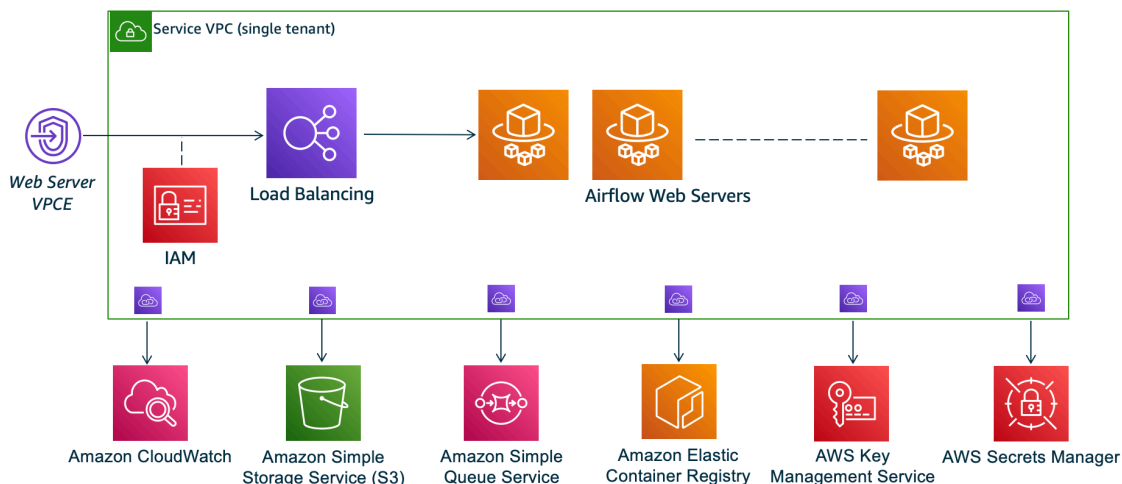 Service VPC (single tenant)
Web Server
VPCE
IAM
Load Balancing
Airflow Web Servers
Amazon CloudWatch
Amazon Simple
Storage Service (S3)
Amazon Simple
Queue Service
Amazon Elastic
Container Registry
AWS Key
Management Service
AWS Secrets Manager